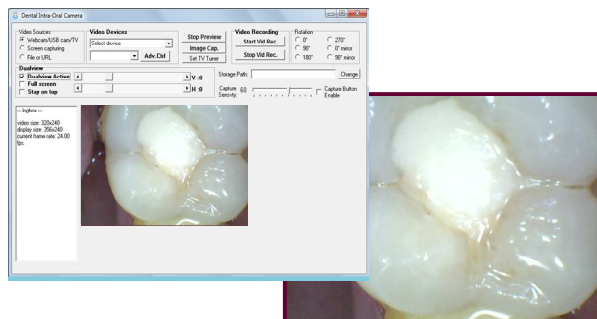 Dental Intra-Oral Camera
Video Sources
Webcam/USB cam/TV
Screen capturing
File or URL
Video Devices
Select device
Adv.Ctrl
Stop Preview
Image Cap.
Set TV Tuner
Video Recording
Start Vid Rec.
Stop Vid Rec.
Rotation
0°
90°
180°
270°
0° mirror
90° mirror
Dualview
Dualview Active
Full screen
Stay on top
V :0
H :0
Storage Path:
Change
Capture
Sensivty:
60
Capture Button
Enable
video size: 320x240
display size: 356x240
current frame rate: 24.00
fps.